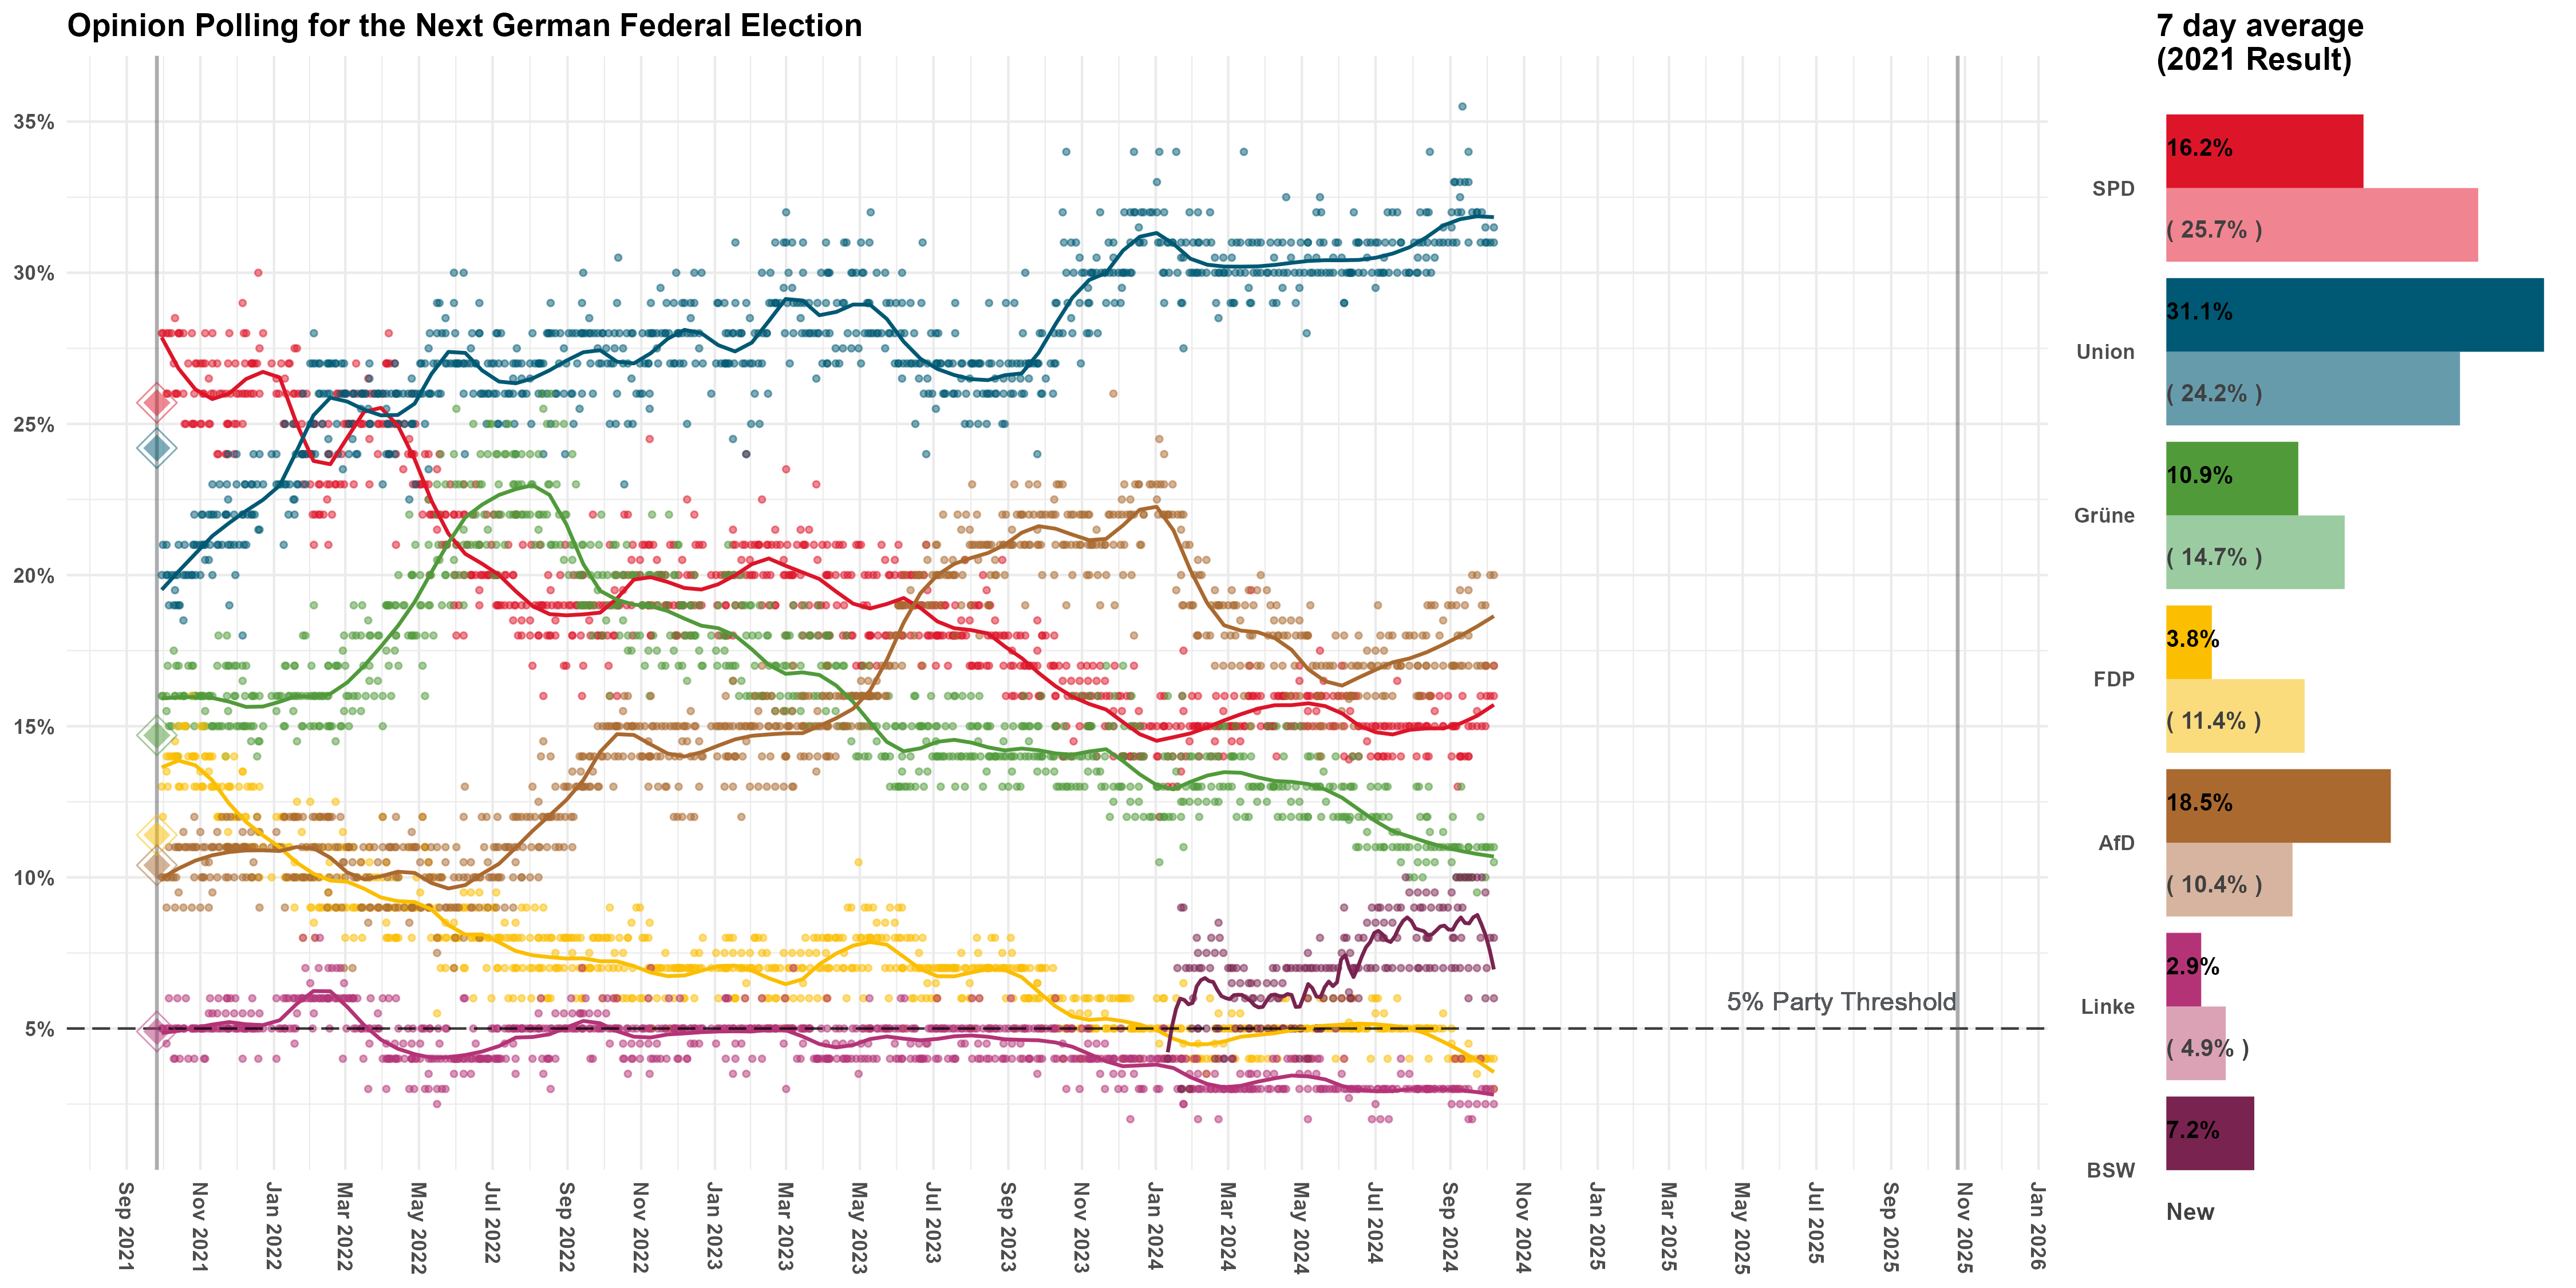 Opinion Polling for the Next German Federal Election
7 day average
(2021 Result)
35%
30%
25%
20%
15%
10%
5%
5% Party Threshold
Sep 2021
Nov 2021
Jan 2022
Mar 2022
May 2022
Jul 2022
Sep 2022
Nov 2022
Jan 2023
Mar 2023
May 2023
Jul 2023
Sep 2023
Nov 2023
Jan 2024
Mar 2024
May 2024
Jul 2024
Sep 2024
Nov 2024
Jan 2025
Mar 2025
May 2025
Jul 2025
Sep 2025
Nov 2025
Jan 2026
SPD
16.2%
( 25.7% )
Union
31.1%
( 24.2% )
Grüne
10.9%
( 14.7% )
FDP
3.8%
( 11.4% )
AfD
18.5%
( 10.4% )
Linke
2.9%
( 4.9% )
BSW
7.2%
New